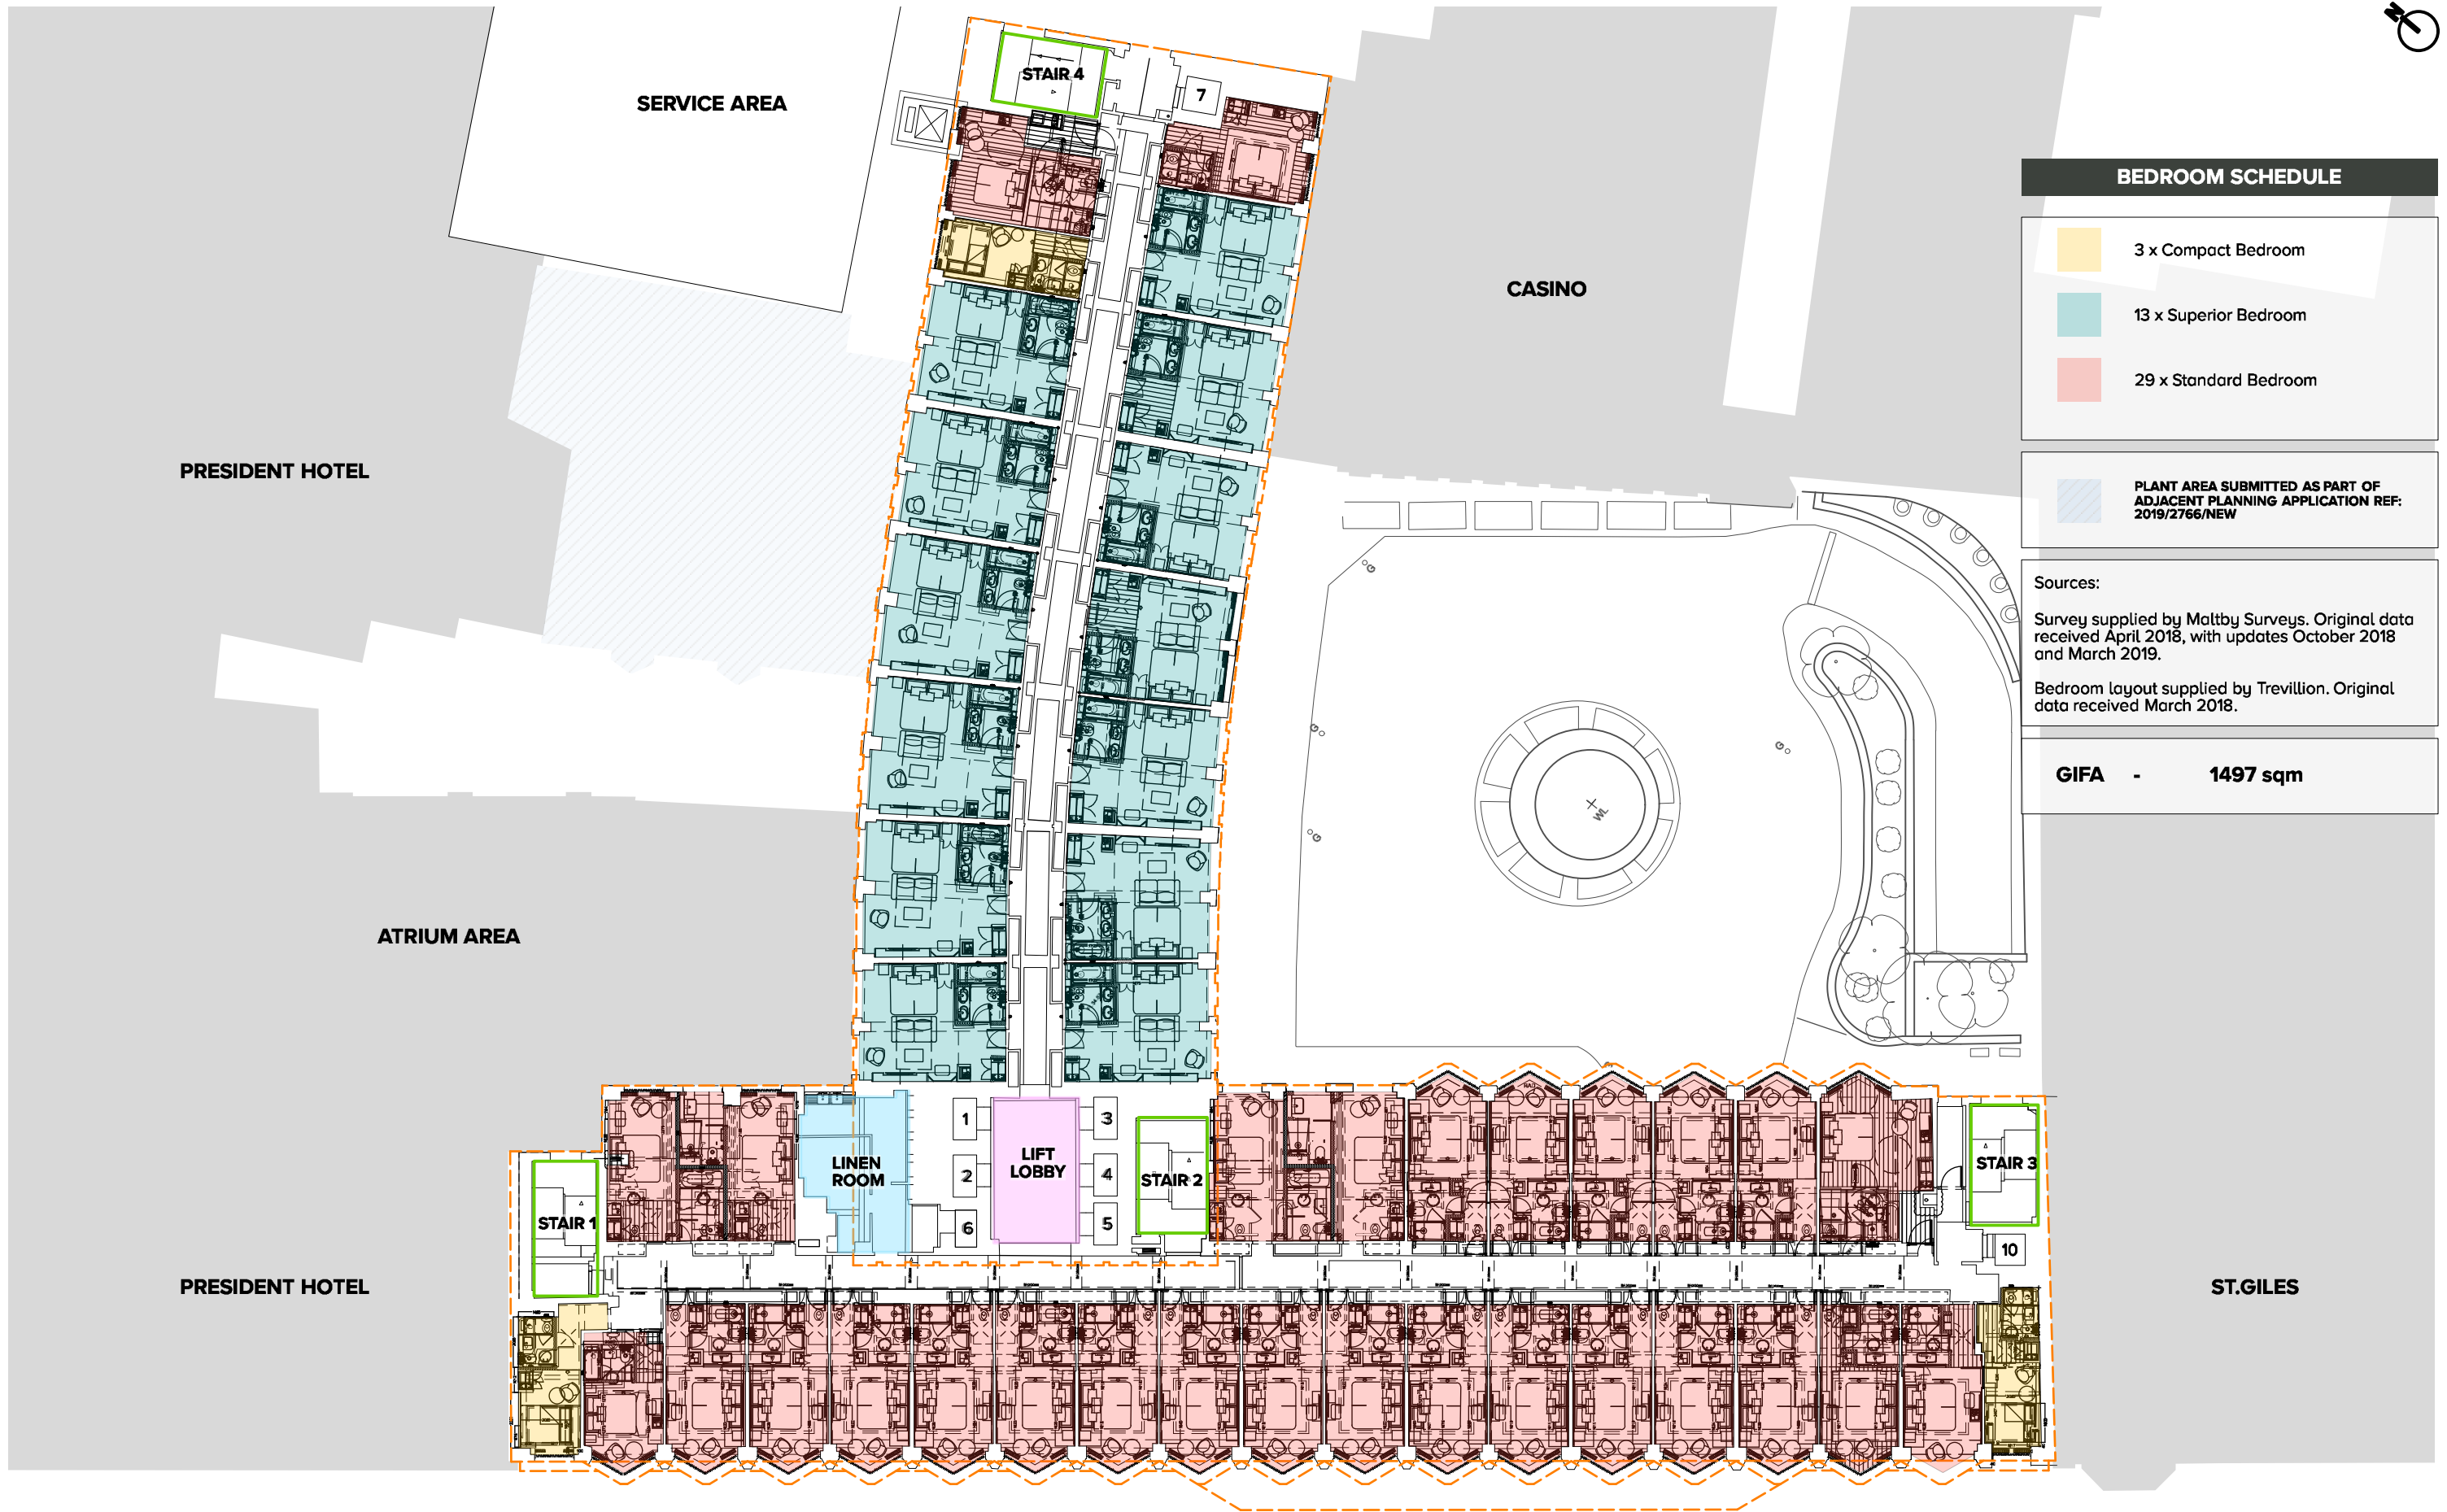 N
STAIR 4
7
SERVICE AREA
BEDROOM SCHEDULE
3 x Compact Bedroom
CASINO
13 x Superior Bedroom
29 x Standard Bedroom
PRESIDENT HOTEL
PLANT AREA SUBMITTED AS PART OF
ADJACENT PLANNING APPLICATION REF:
2019/2766/NEW
G
Sources:
Survey supplied by Maltby Surveys. Original data
received April 2018, with updates October 2018
and March 2019.
Bedroom layout supplied by Trevillion. Original
data received March 2018.
G
G
GIFA - 1497 sqm
WL
G
ATRIUM AREA
1
3
LINEN
ROOM
LIFT
LOBBY
2
4
STAIR 2
STAIR 3
STAIR 1
6
5
10
PRESIDENT HOTEL
ST.GILES